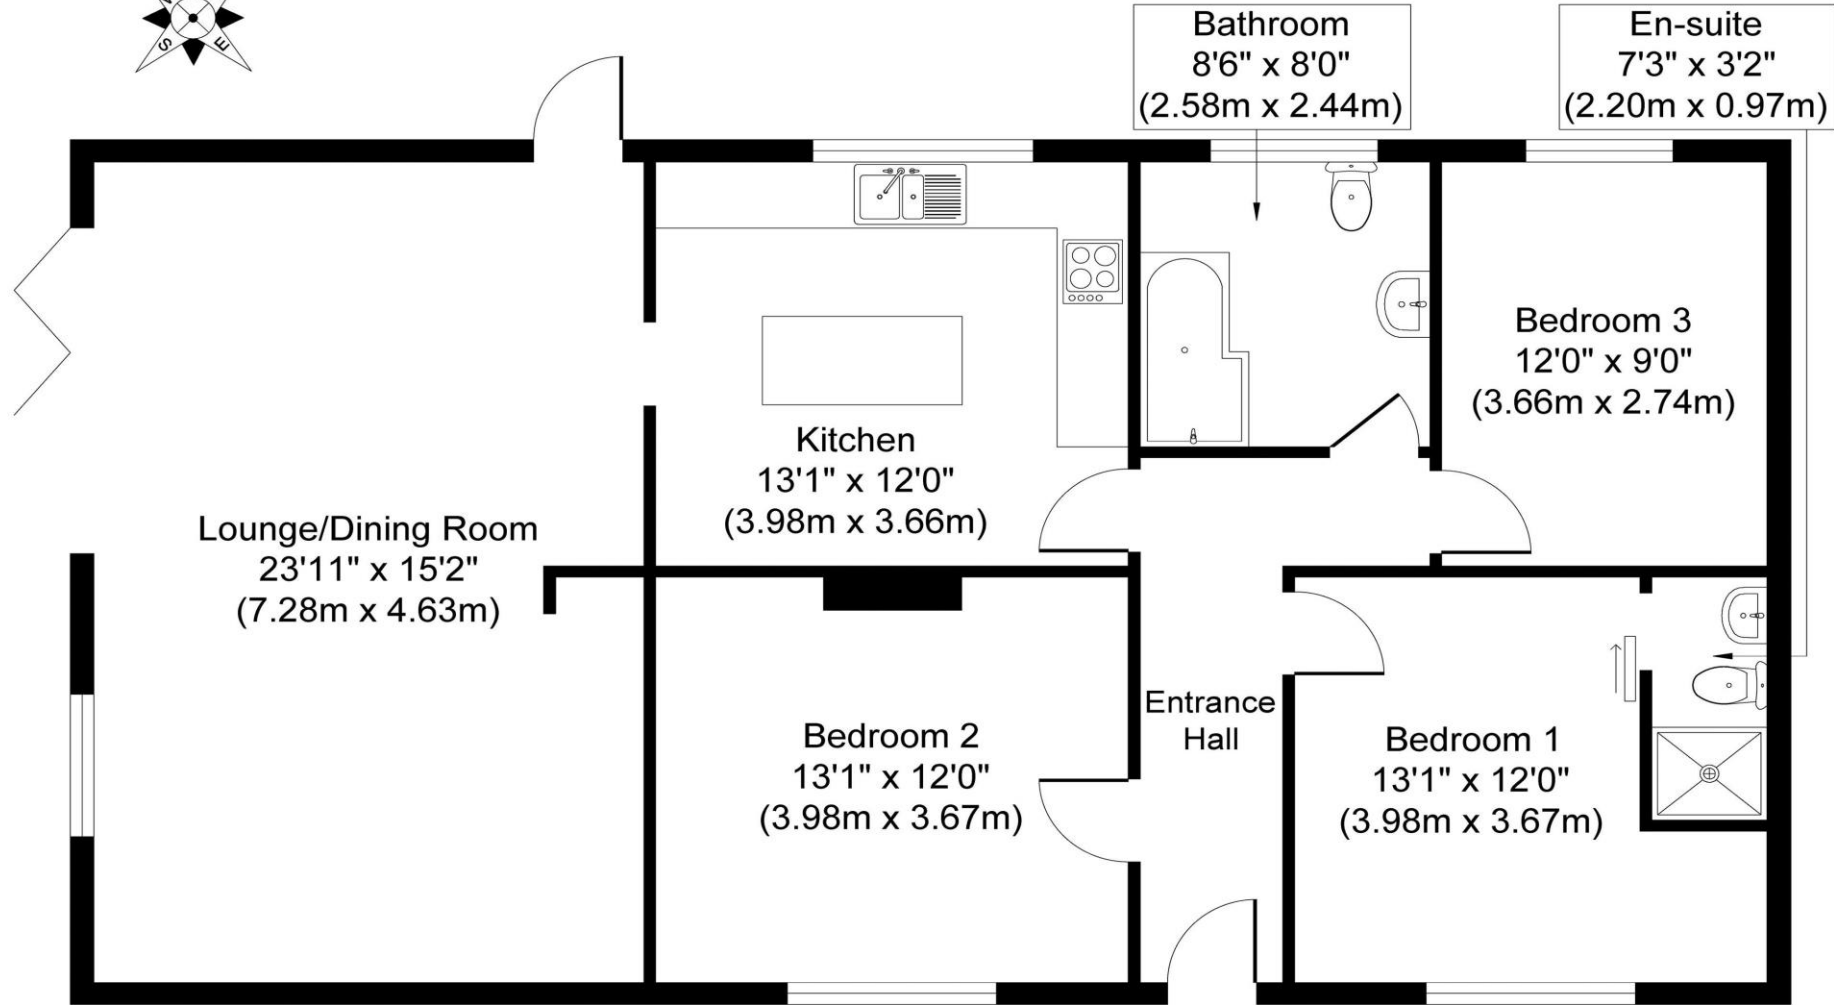 S
E
Bathroom
8'6" x 8'0"
(2.58m x 2.44m)
En-suite
7'3" x 3'2"
(2.20m x 0.97m)
Bedroom 3
12'0" x 9'0"
(3.66m x 2.74m)
Kitchen
13'1" x 12'0"
(3.98m x 3.66m)
Lounge/Dining Room
23'11" x 15'2"
(7.28m x 4.63m)
Entrance
Hall
Bedroom 2
13'1" x 12'0"
(3.98m x 3.67m)
Bedroom 1
13'1" x 12'0"
(3.98m x 3.67m)